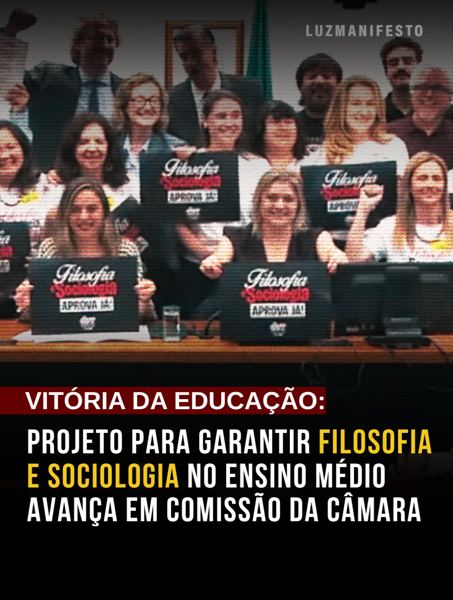 LUZMANIFESTO
Filosofia
Sociologia
APROVA JÁ!
Filosofia
Sociologia
APROVA JÁ!
Filosofia
Sociologia
APROVA JÁ!
Filosofia
Sociologia
APROVA JÁ!
VITÓRIA DA EDUCAÇÃO:
PROJETO PARA GARANTIR FILOSOFIA
E SOCIOLOGIA NO ENSINO MÉDIO
AVANÇA EM COMISSÃO DA CÂMARA